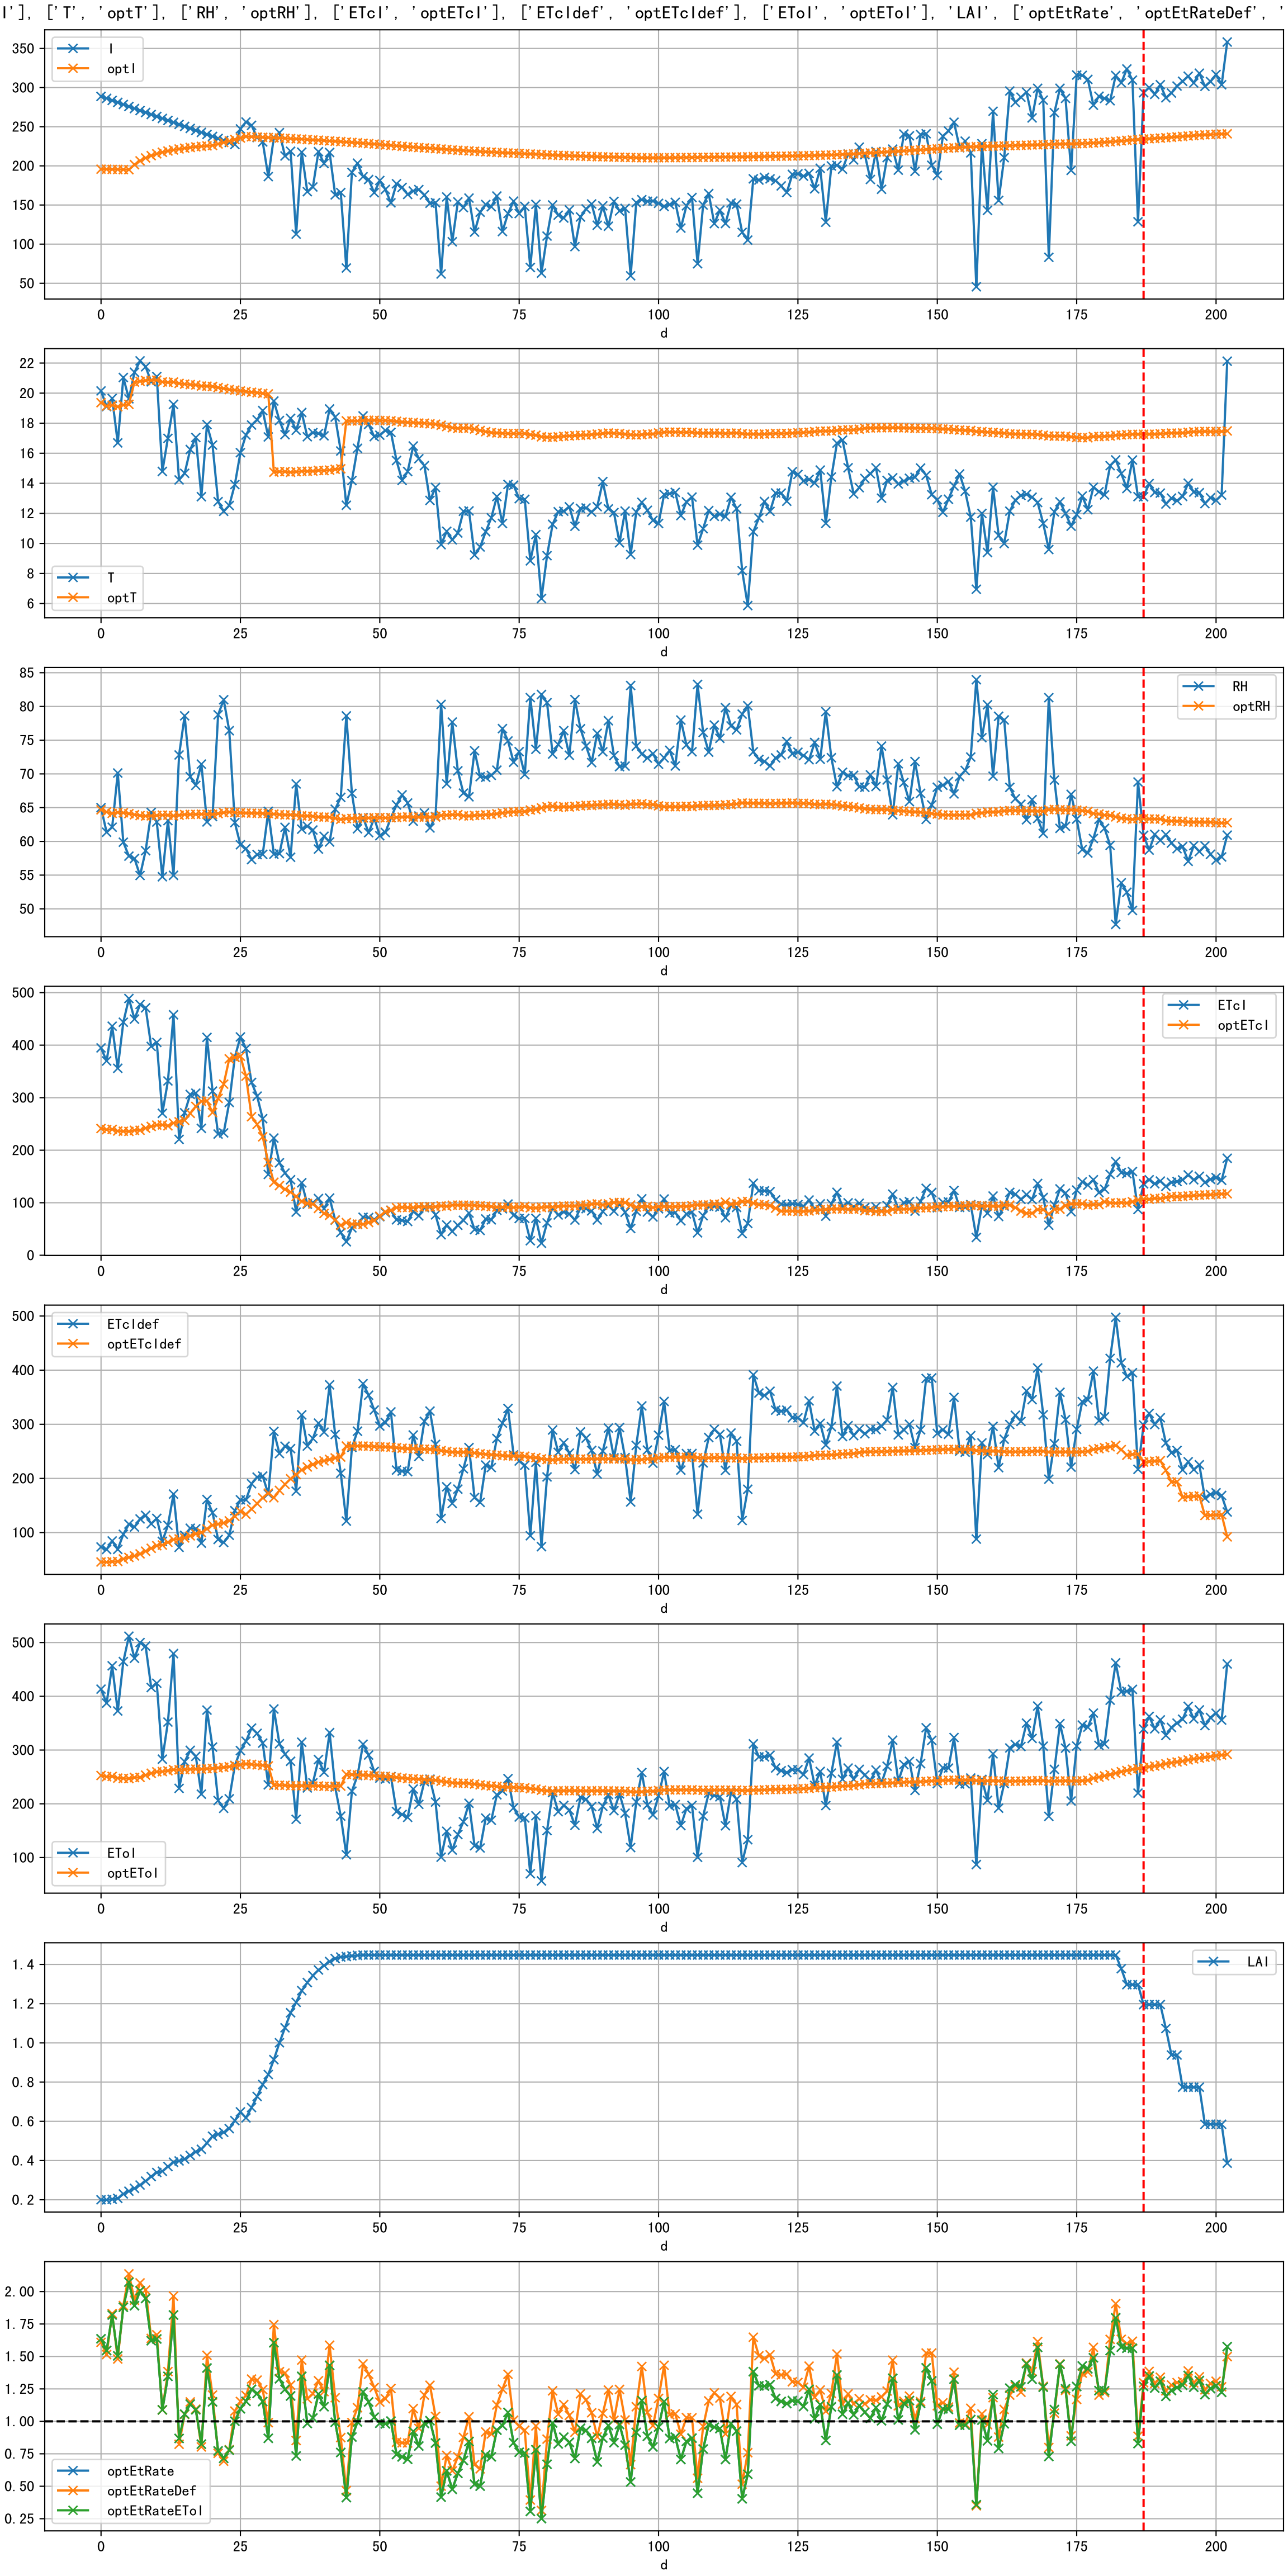 I'], ['T', 'optT'], ['RH', 'optRH'], ['ETcI', 'optETcI'], ['ETcIdef', 'optETcIdef'], ['EToI', 'optEToI'], 'LAI', ['optEtRate', 'optEtRateDef', '
I
optI
350
300
250
200
150
100
50
0 25 50 75 100 125 150 175 200
d
22
20
18
16
14
12
10
8
6
T
optT
0 25 50 75 100 125 150 175 200
d
85
80
75
70
65
60
55
50
RH
optRH
0 25 50 75 100 125 150 175 200
d
500
400
300
200
100
0
ETcI
optETcI
0 25 50 75 100 125 150 175 200
d
500
400
300
200
100
ETcIdef
optETcIdef
0 25 50 75 100 125 150 175 200
d
500
400
300
200
100
EToI
optEToI
0 25 50 75 100 125 150 175 200
d
1.4
1.2
1.0
0.8
0.6
0.4
0.2
LAI
0 25 50 75 100 125 150 175 200
d
2.00
1.75
1.50
1.25
1.00
0.75
0.50
0.25
optEtRate
optEtRateDef
optEtRateEToI
0 25 50 75 100 125 150 175 200
d